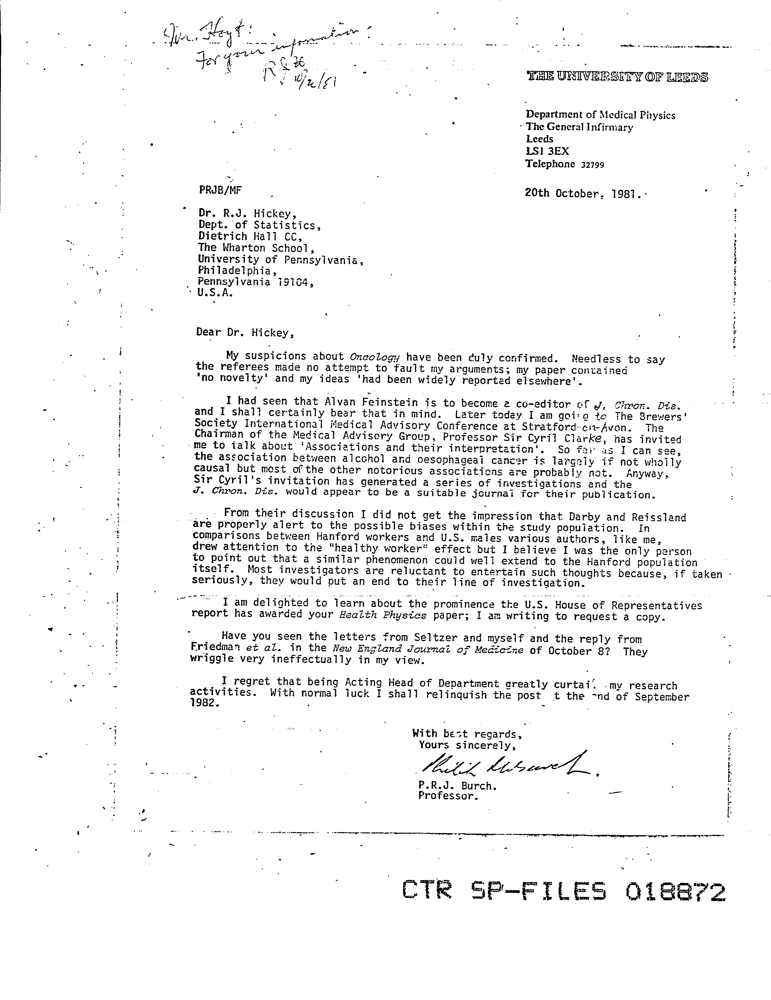 Hoyt:
For your information.
THE UNIVERSITY OF LEEDS
Department of Medical Physics
The General Infirmary
Leeds
LS1 3EX
Telephone 32799
PRJB/MF
20th October, 1981.
Dr. R.J. Hickey,
Dept. of Statistics,
Dietrich Hall CC,
The Wharton School,
University of Pennsylvania,
Philadelphia,
Pennsylvania 19104,
U.S.A.
Dear Dr. Hickey,
My suspicions about Oncology have been duly confirmed. Needless to say
the referees made no attempt to fault my arguments; my paper contained
'no novelty' and my ideas 'had been widely reported elsewhere'.
I had seen that Alvan Feinstein is to become a co-editor of J. Chron. Dis.
and I shall certainly bear that in mind. Later today I am going to The Brewers'
Society International Medical Advisory Conference at Stratford-on-Avon. The
Chairman of the Medical Advisory Group, Professor Sir Cyril Clarke, has invited
me to talk about 'Associations and their interpretation'. So far as I can see,
the association between alcohol and oesophageal cancer is largely if not wholly
causal but most of the other notorious associations are probably not. Anyway,
Sir Cyril's invitation has generated a series of investigations and the
J. Chron. Dis. would appear to be a suitable journal for their publication.
From their discussion I did not get the impression that Darby and Reissland
are properly alert to the possible biases within the study population. In
comparisons between Hanford workers and U.S. males various authors, like me,
drew attention to the "healthy worker" effect but I believe I was the only person
to point out that a similar phenomenon could well extend to the Hanford population
itself. Most investigators are reluctant to entertain such thoughts because, if taken
seriously, they would put an end to their line of investigation.
I am delighted to learn about the prominence the U.S. House of Representatives
report has awarded your Health Physics paper; I am writing to request a copy.
Have you seen the letters from Seltzer and myself and the reply from
Friedman et al. in the New England Journal of Medicine of October 8? They
wriggle very ineffectually in my view.
I regret that being Acting Head of Department greatly curtai my research
activities. With normal luck I shall relinquish the post t the nd of September
1982.
With best regards,
Yours sincerely,
P.R.J. Burch.
Professor.
CTR SP-FILES 018872